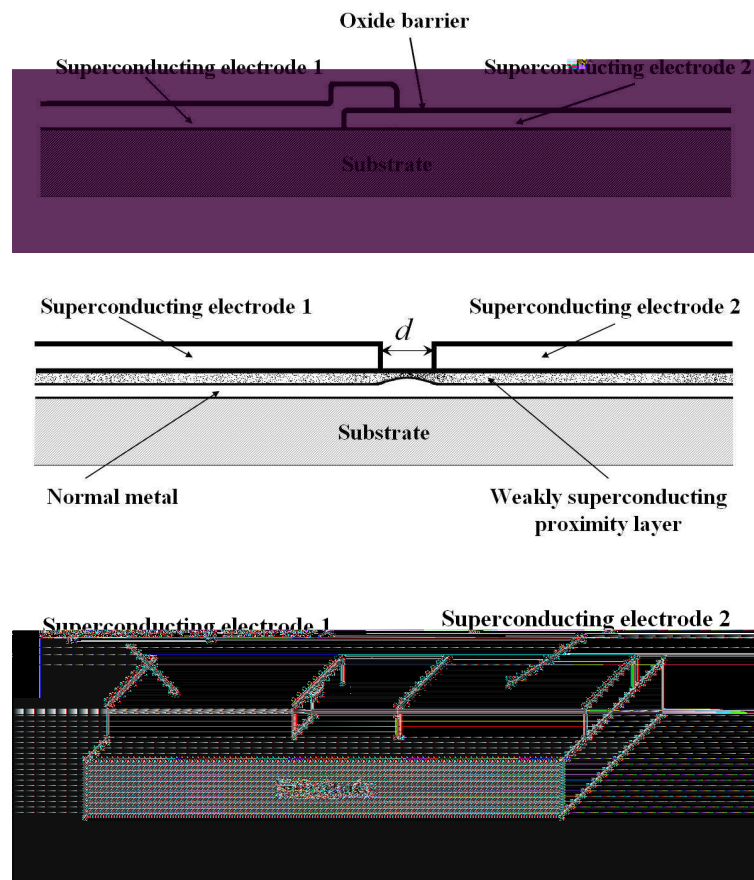 Oxide barrier
Superconducting electrode 1
Superconducting electrode 2
Substrate
Superconducting electrode 1
Superconducting electrode 2
d
Substrate
Normal metal
Weakly superconducting
proximity layer
Superconducting electrode 1
Superconducting electrode 2